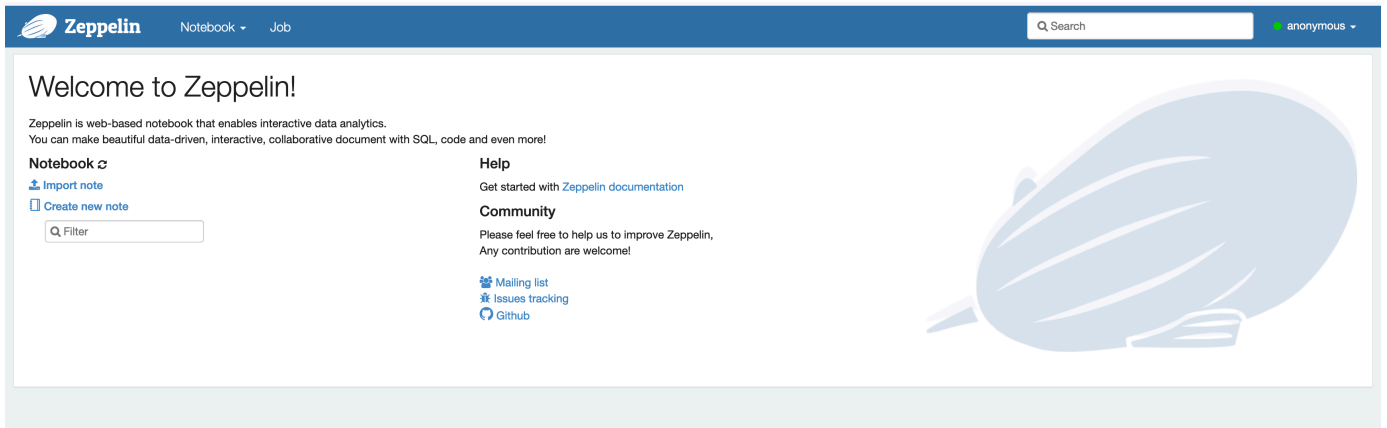 Zeppelin Notebook Job Search anonymous
Welcome to Zeppelin!
Zeppelin is web-based notebook that enables interactive data analytics.
You can make beautiful data-driven, interactive, collaborative document with SQL, code and even more!
Notebook
Import note
Create new note
Filter
Help
Get started with Zeppelin documentation
Community
Please feel free to help us to improve Zeppelin,
Any contribution are welcome!
Mailing list
Issues tracking
Github